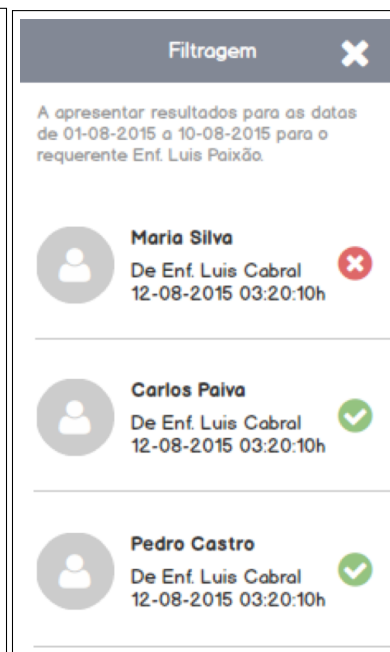 Filtragem
A apresentar resultados para as datas
de 01-08-2015 a 10-08-2015 para o
requerente Enf. Luis Paixão.
Maria Silva
De Enf. Luis Cabral
12-08-2015 03:20:10h
Carlos Paiva
De Enf. Luis Cabral
12-08-2015 03:20:10h
Pedro Castro
De Enf. Luis Cabral
12-08-2015 03:20:10h